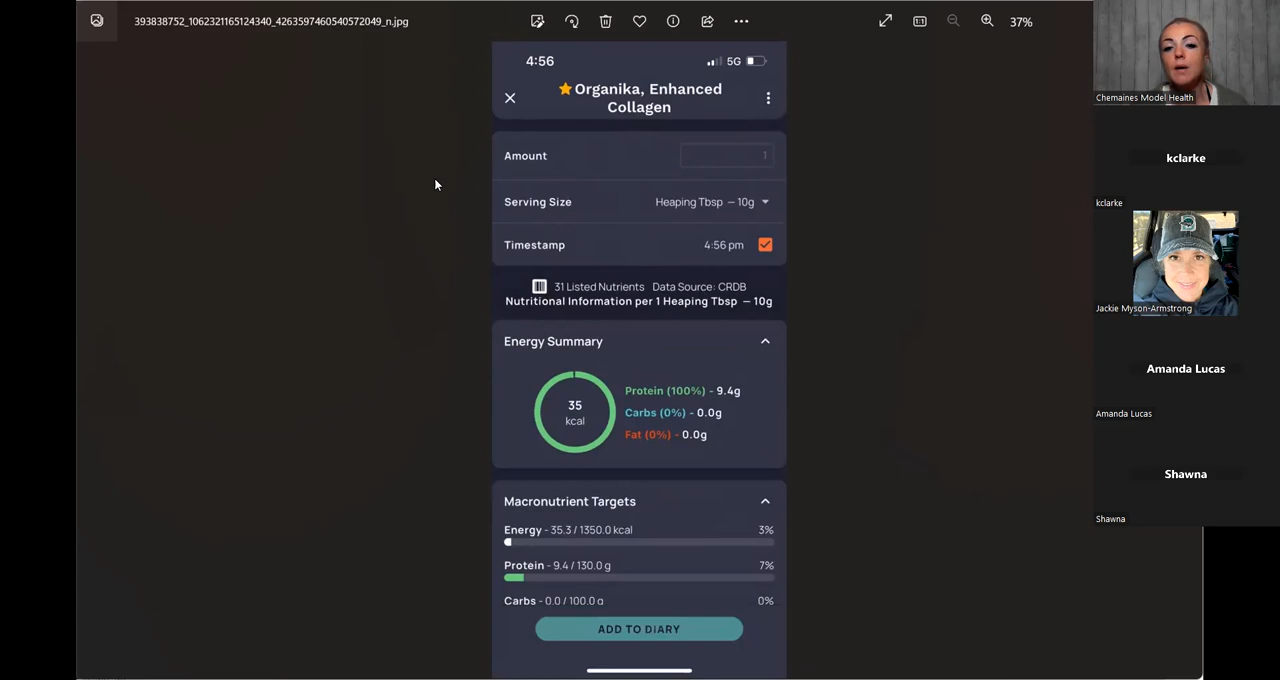 393838752_1062321165124340_4263597460540572049_n.jpg
37%
4:56
5G
Organika, Enhanced
Collagen
Amount
1
Serving Size
Heaping Tbsp – 10g
Timestamp
4:56 pm
31 Listed Nutrients Data Source: CRDB
Nutritional Information per 1 Heaping Tbsp – 10g
Energy Summary
35
kcal
Protein (100%) - 9.4g
Carbs (0%) - 0.0g
Fat (0%) - 0.0g
Macronutrient Targets
Energy - 35.3 / 1350.0 kcal
3%
Protein - 9.4 / 130.0 g
7%
Carbs - 0.0 / 100.0 g
0%
ADD TO DIARY
Chemaines Model Health
kclarke
kclarke
Jackie Myson-Armstrong
Amanda Lucas
Amanda Lucas
Shawna
Shawna